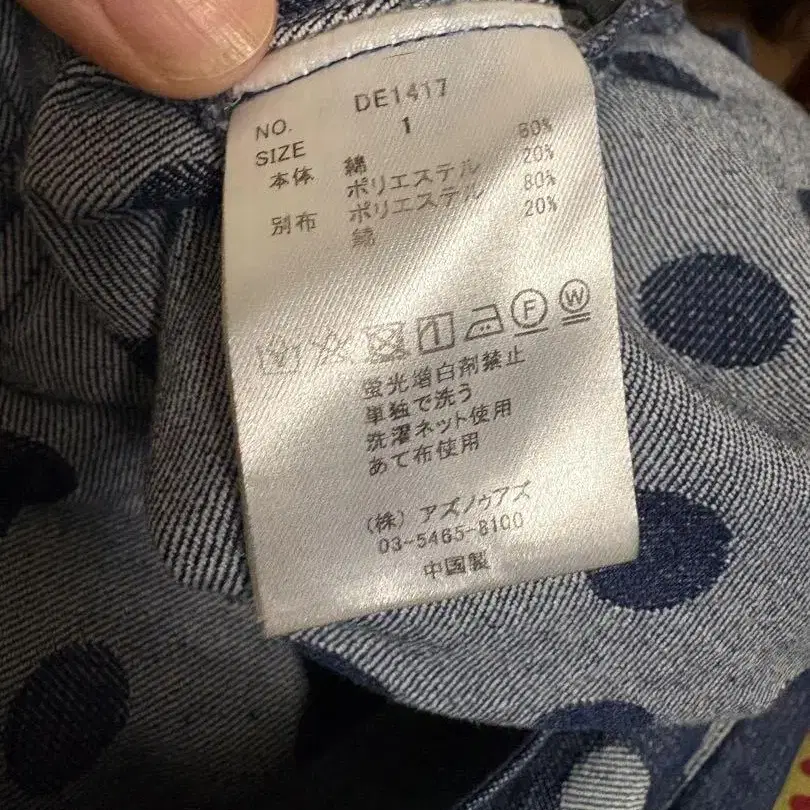 NO. DE1417
SIZE 1
本体 綿 80%
ポリエステル 20%
別布 ポリエステル 80%
綿 20%
F W
蛍光増白剤禁止
単独で洗う
洗濯ネット使用
あて布使用
(株) アズノゥアズ
03-5465-8100
中国製